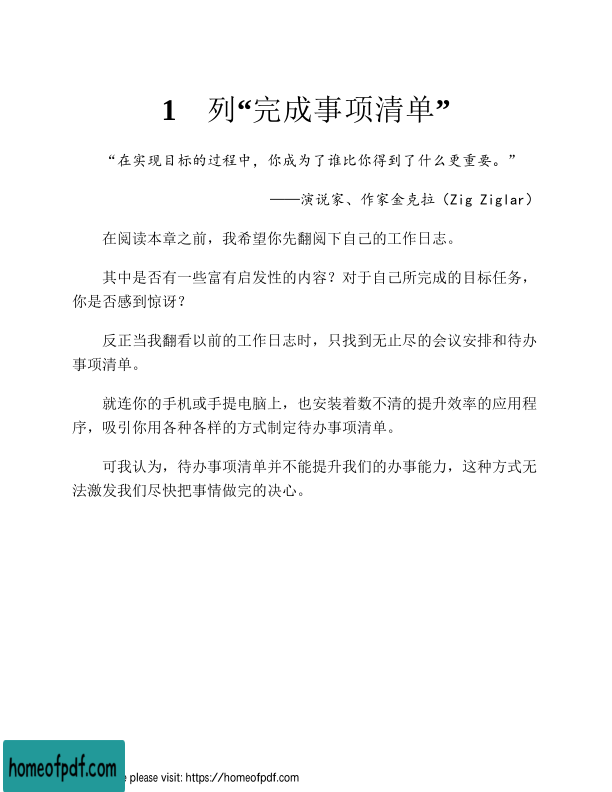 1　列“完成事项清单”
“在实现目标的过程中，你成为了谁比你得到了什么更重要。”
——演说家、作家金克拉（Zig Ziglar）
在阅读本章之前，我希望你先翻阅下自己的工作日志。
其中是否有一些富有启发性的内容？对于自己所完成的目标任务，
你是否感到惊讶？
反正当我翻看以前的工作日志时，只找到无止尽的会议安排和待办
事项清单。
就连你的手机或手提电脑上，也安装着数不清的提升效率的应用程
序，吸引你用各种各样的方式制定待办事项清单。
可我认为，待办事项清单并不能提升我们的办事能力，这种方式无
法激发我们尽快把事情做完的决心。
homeofpdf.com
e please visit: https://homeofpdf.com